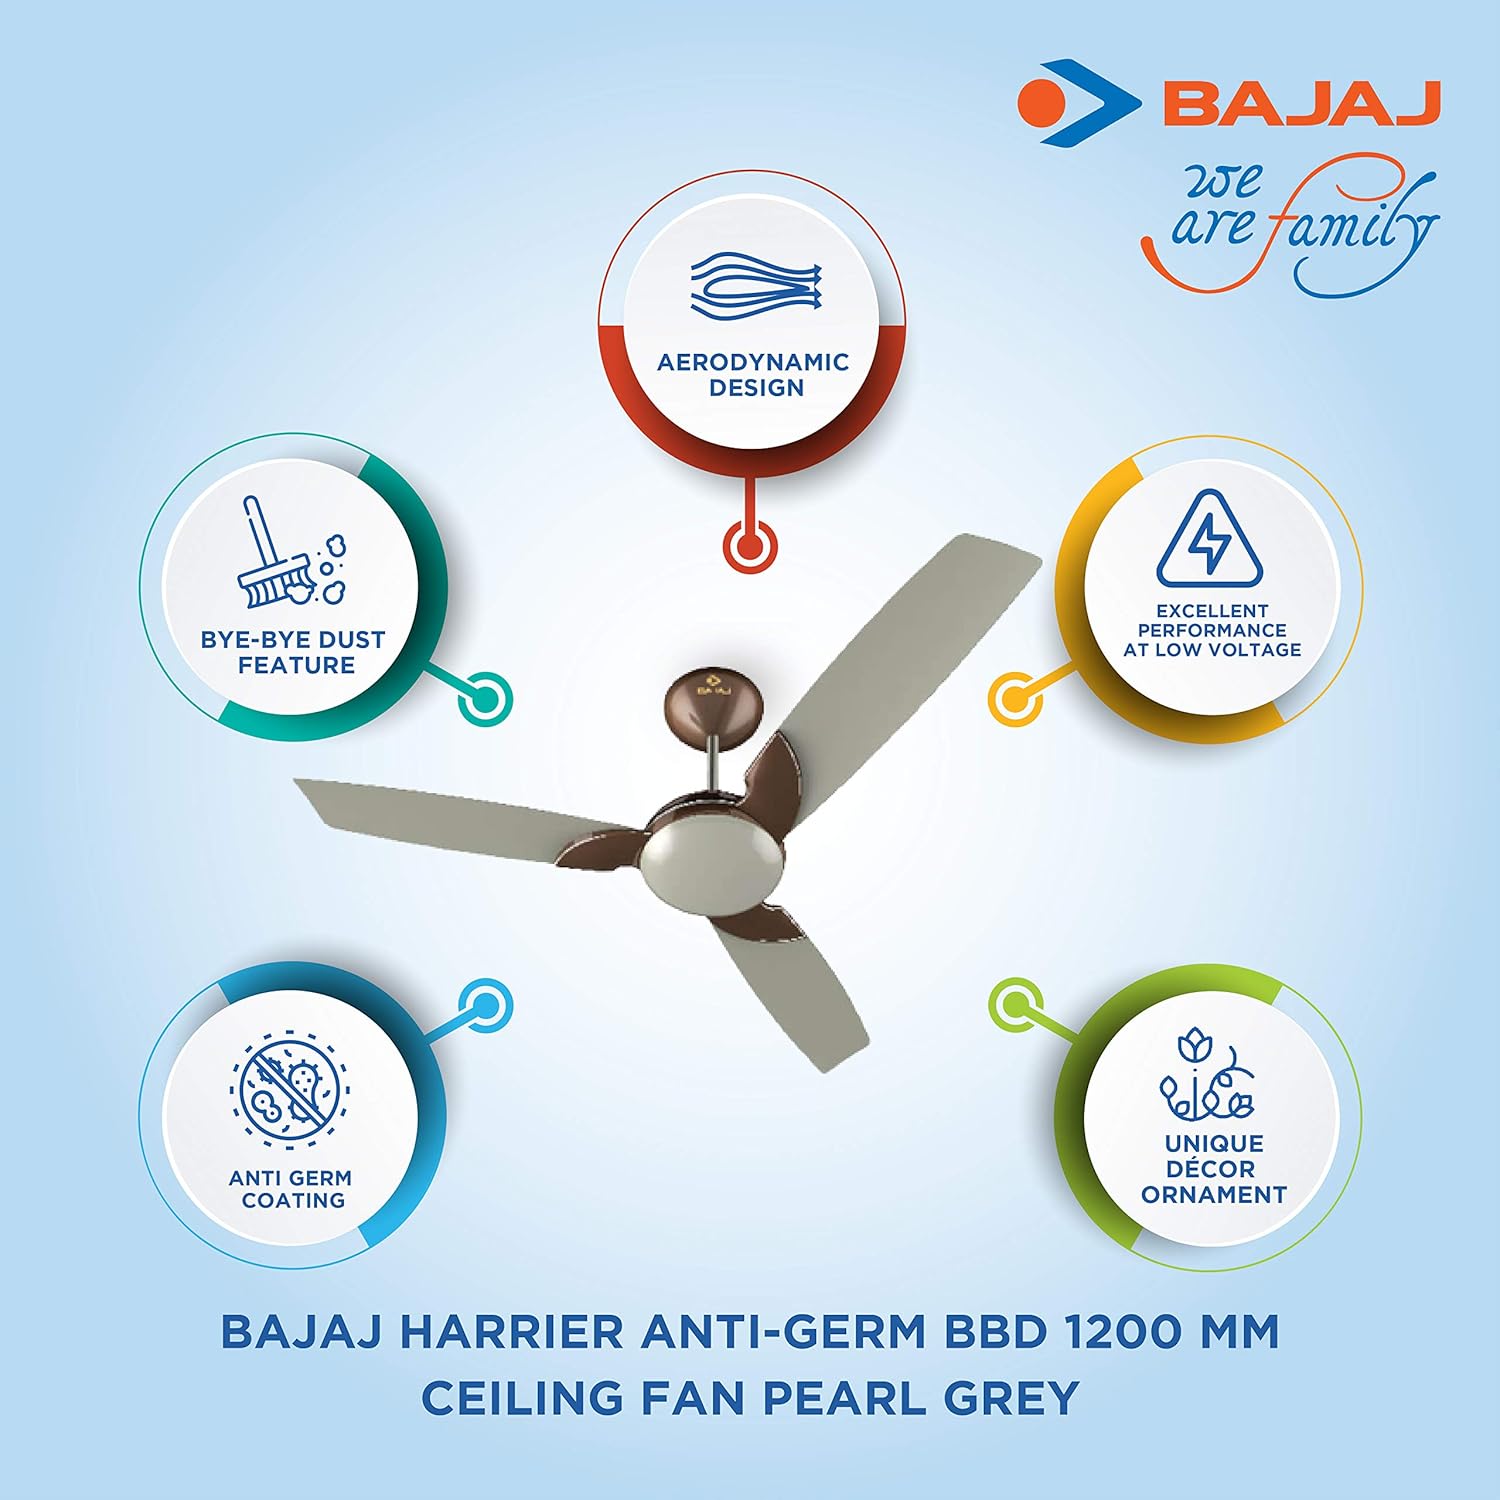 BAJAJ
we
are family
AERODYNAMIC
DESIGN
BYE-BYE DUST
FEATURE
EXCELLENT
PERFORMANCE
AT LOW VOLTAGE
BAJAJ
ANTI GERM
COATING
UNIQUE
DÉCOR
ORNAMENT
BAJAJ HARRIER ANTI-GERM BBD 1200 MM
CEILING FAN PEARL GREY